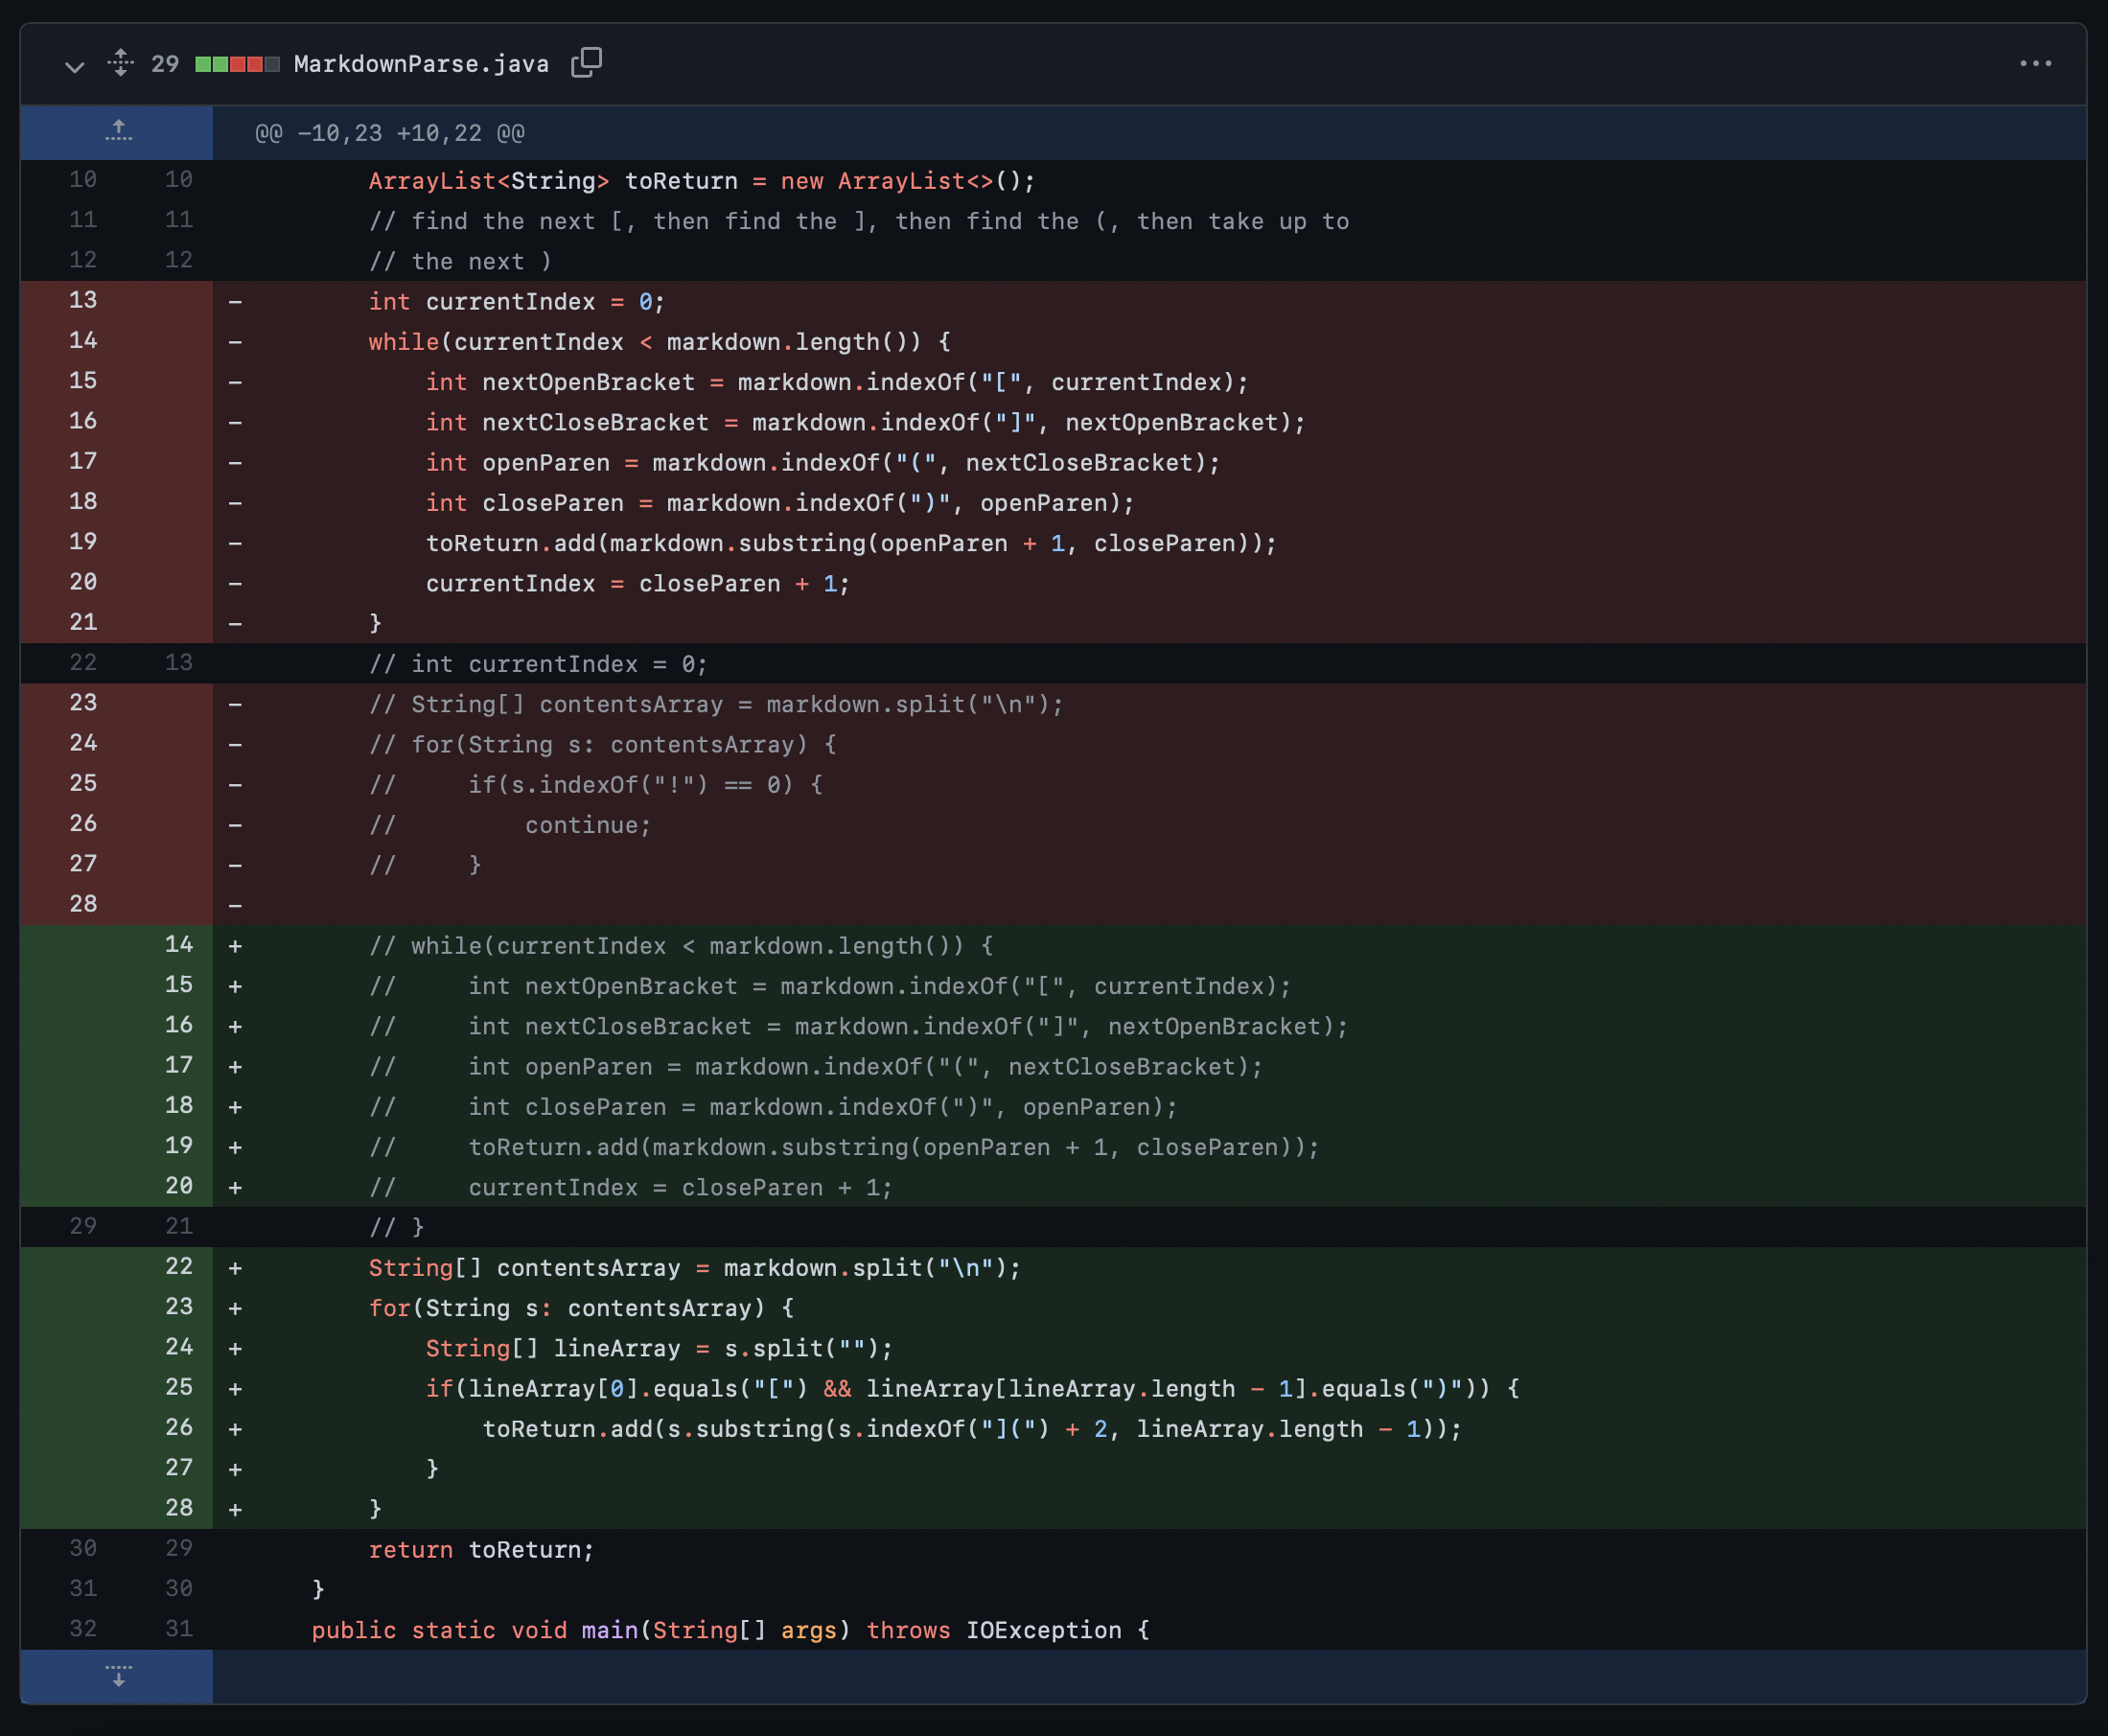 29 MarkdownParse.java
@@ -10,23 +10,22 @@
10 10         ArrayList<String> toReturn = new ArrayList<>();
11 11         // find the next [, then find the ], then find the (, then take up to
12 12         // the next )
13    -         int currentIndex = 0;
14    -         while(currentIndex < markdown.length()) {
15    -             int nextOpenBracket = markdown.indexOf("[", currentIndex);
16    -             int nextCloseBracket = markdown.indexOf("]", nextOpenBracket);
17    -             int openParen = markdown.indexOf("(", nextCloseBracket);
18    -             int closeParen = markdown.indexOf(")", openParen);
19    -             toReturn.add(markdown.substring(openParen + 1, closeParen));
20    -             currentIndex = closeParen + 1;
21    -         }
22 13         // int currentIndex = 0;
23    -         // String[] contentsArray = markdown.split("\n");
24    -         // for(String s: contentsArray) {
25    -         //     if(s.indexOf("!") == 0) {
26    -         //         continue;
27    -         //     }
28    -
14    +         // while(currentIndex < markdown.length()) {
15    +         //     int nextOpenBracket = markdown.indexOf("[", currentIndex);
16    +         //     int nextCloseBracket = markdown.indexOf("]", nextOpenBracket);
17    +         //     int openParen = markdown.indexOf("(", nextCloseBracket);
18    +         //     int closeParen = markdown.indexOf(")", openParen);
19    +         //     toReturn.add(markdown.substring(openParen + 1, closeParen));
20    +         //     currentIndex = closeParen + 1;
29 21         // }
22    +         String[] contentsArray = markdown.split("\n");
23    +         for(String s: contentsArray) {
24    +             String[] lineArray = s.split("");
25    +             if(lineArray[0].equals("[") && lineArray[lineArray.length - 1].equals(")")) {
26    +                 toReturn.add(s.substring(s.indexOf("](") + 2, lineArray.length - 1));
27    +             }
28    +         }
30 29         return toReturn;
31 30     }
32 31     public static void main(String[] args) throws IOException {